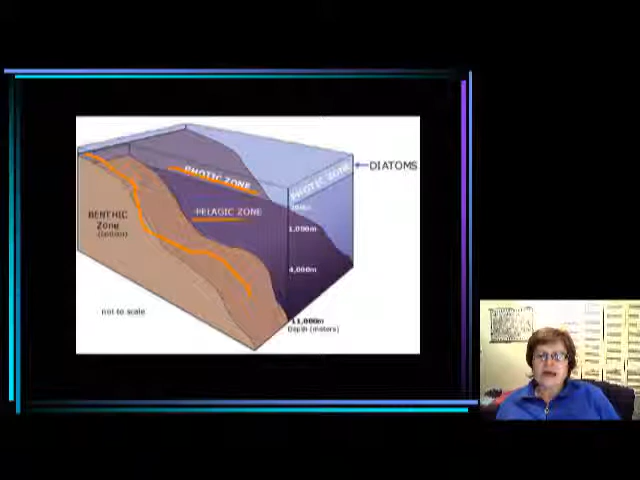 PHOTIC ZONE
PHOTIC ZONE
DIATOMS
PELAGIC ZONE
BENTHIC
Zone
1,000m
4,000m
11,000m
Depth (meters)
not to scale